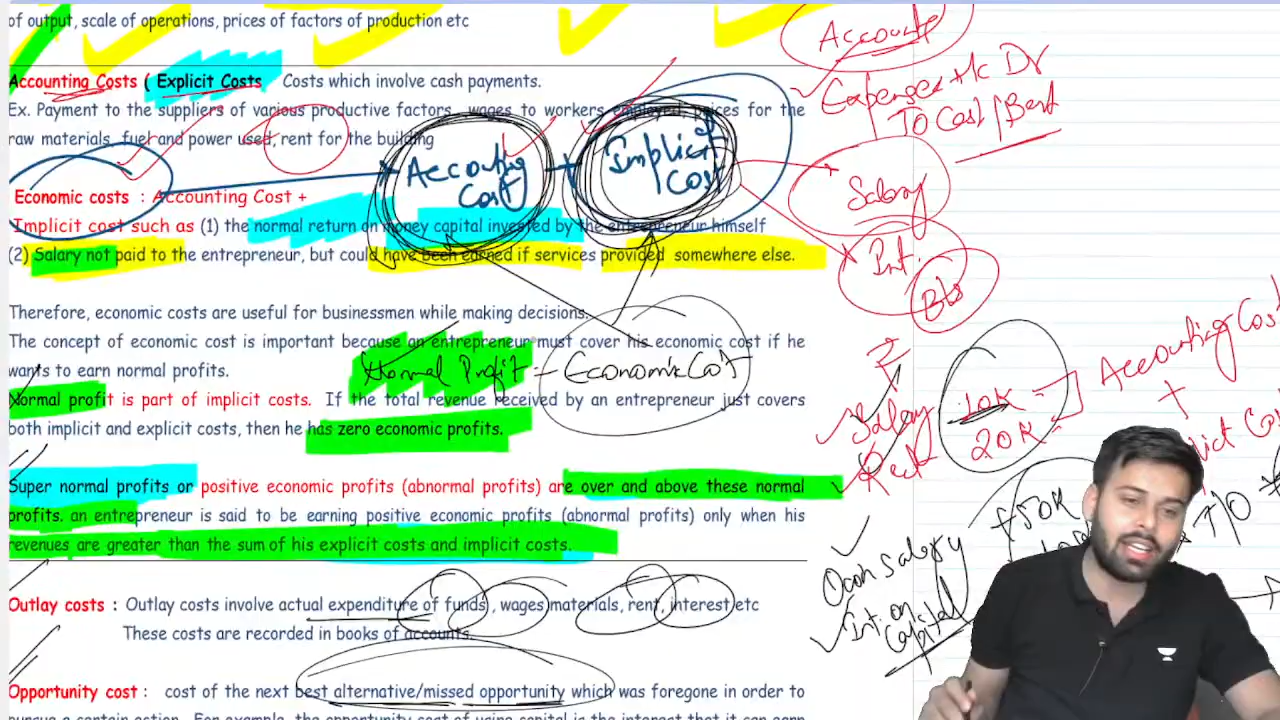 of output, scale of operations, prices of factors of production etc
Accounting Costs ( Explicit Costs Costs which involve cash payments.
Ex. Payment to the suppliers of various productive factors, wages to workers employed, prices for the
raw materials, fuel and power used, rent for the building
Economic costs : Accounting Cost +
Implicit cost such as (1) the normal return on money capital invested by the entrepreneur himself
(2) Salary not paid to the entrepreneur, but could have been earned if services provided somewhere else.
Therefore, economic costs are useful for businessmen while making decisions.
The concept of economic cost is important because an entrepreneur must cover his economic cost if he
wants to earn normal profits.
Normal profit is part of implicit costs. If the total revenue received by an entrepreneur just covers
both implicit and explicit costs, then he has zero economic profits.
Super normal profits or positive economic profits (abnormal profits) are over and above these normal
profits. an entrepreneur is said to be earning positive economic profits (abnormal profits) only when his
revenues are greater than the sum of his explicit costs and implicit costs.
Outlay costs : Outlay costs involve actual expenditure of funds , wages materials, rent, interest etc
These costs are recorded in books of accounts.
Opportunity cost : cost of the next best alternative/missed opportunity which was foregone in order to
Accouting
Cost
+
Implicit
Cost
Normal Profit = Economic Cost
Account
Expenses A/c Dr
To Cash/Bank
Salary
Int.
₹
Salary 10K
20K
Accounting Cost
+
50K
Own Salary
Int. on
Capital
T/O